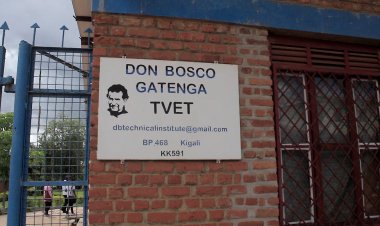 DON BOSCO
GATENGA
TVET
dbtechnicalinstitute@gmail.com
BP 468 Kigali
KK591